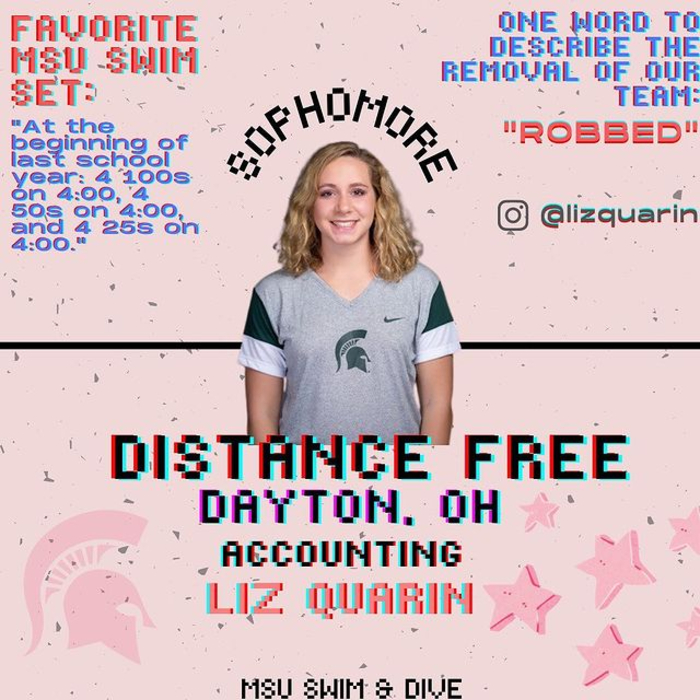 FAVORITE
MSU SWIM
SET:
"At the
beginning of
last school
year: 4 100s
on 4:00, 4
50s on 4:00,
and 4 25s on
4:00."
ONE WORD TO
DESCRIBE THE
REMOVAL OF OUR
TEAM:
"ROBBED"
@lizquarin
SOPHOMORE
DISTANCE FREE
DAYTON, OH
ACCOUNTING
LIZ QUARIN
MSU SWIM & DIVE